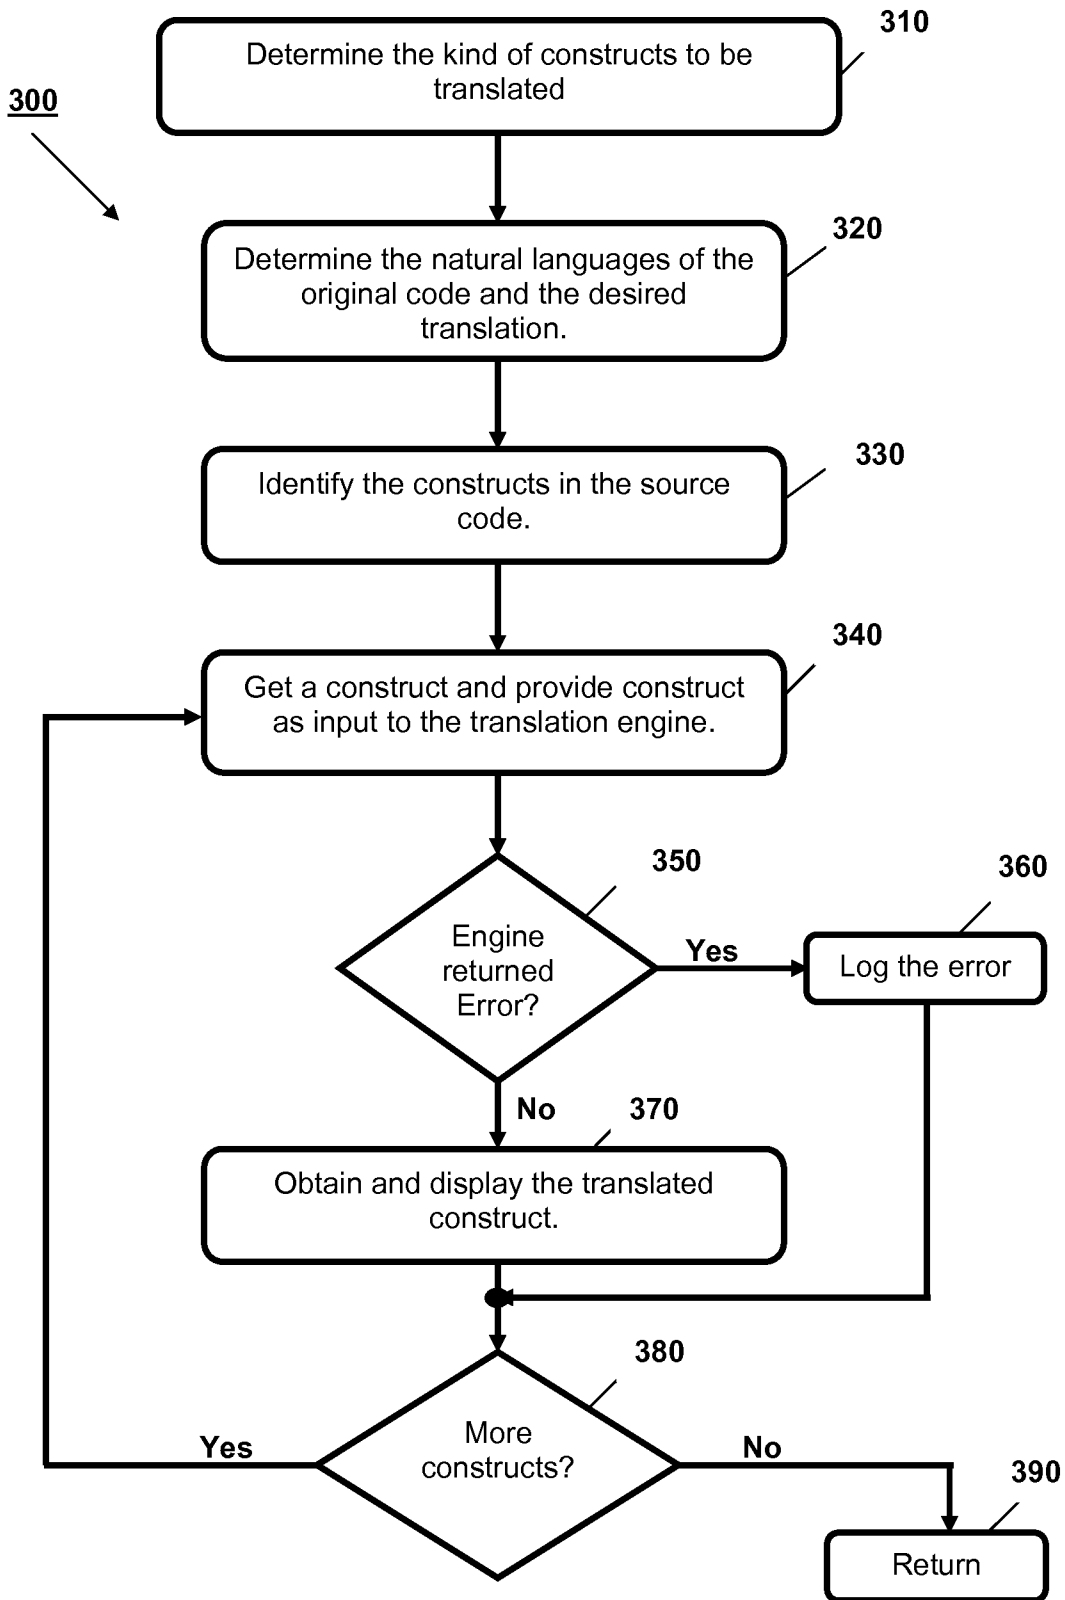 310
Determine the kind of constructs to be
translated
300
320
Determine the natural languages of the
original code and the desired
translation.
330
Identify the constructs in the source
code.
340
Get a construct and provide construct
as input to the translation engine.
350
360
Engine
returned
Error?
Yes
Log the error
No
370
Obtain and display the translated
construct.
380
More
constructs?
Yes
No
390
Return